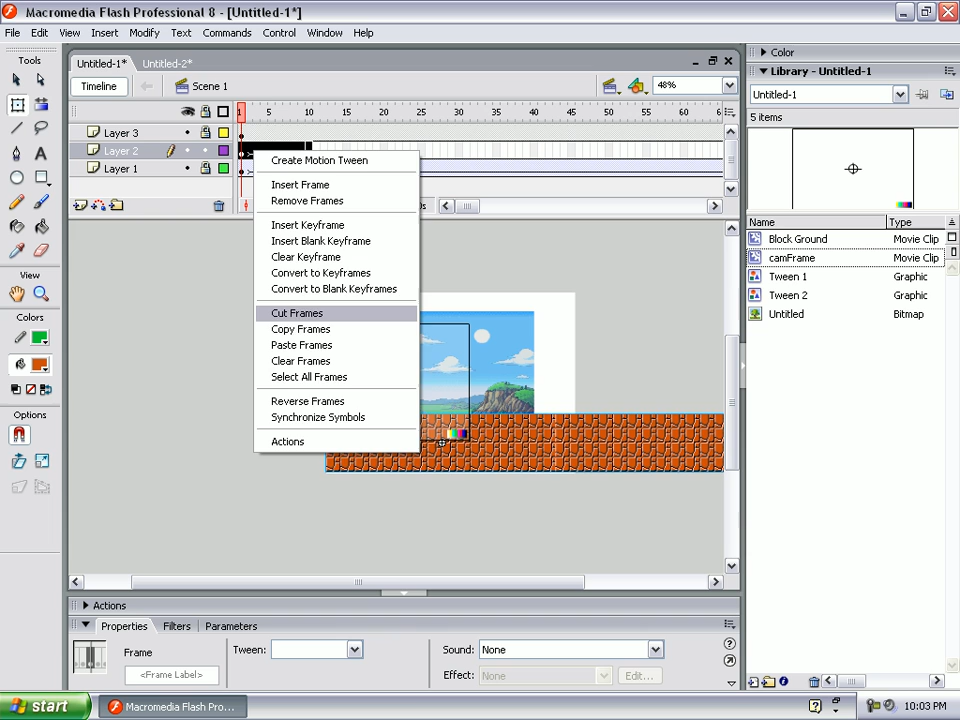 Macromedia Flash Professional 8 - [Untitled-1*]
File Edit View Insert Modify Text Commands Control Window Help
Tools
View
Colors
Options
Untitled-1* Untitled-2*
Timeline Scene 1 48%
1 5 10 15 20 25 30 35 40 45 50 55 60 6
Layer 3
Layer 2
Layer 1
Create Motion Tween
Insert Frame
Remove Frames
Insert Keyframe
Insert Blank Keyframe
Clear Keyframe
Convert to Keyframes
Convert to Blank Keyframes
Cut Frames
Copy Frames
Paste Frames
Clear Frames
Select All Frames
Reverse Frames
Synchronize Symbols
Actions
Color
Library - Untitled-1
Untitled-1
5 items
Name Type
Block Ground Movie Clip
camFrame Movie Clip
Tween 1 Graphic
Tween 2 Graphic
Untitled Bitmap
Actions
Properties Filters Parameters
Frame
<Frame Label>
Tween:
Sound: None
Effect: None Edit...
start Macromedia Flash Pro... 10:03 PM